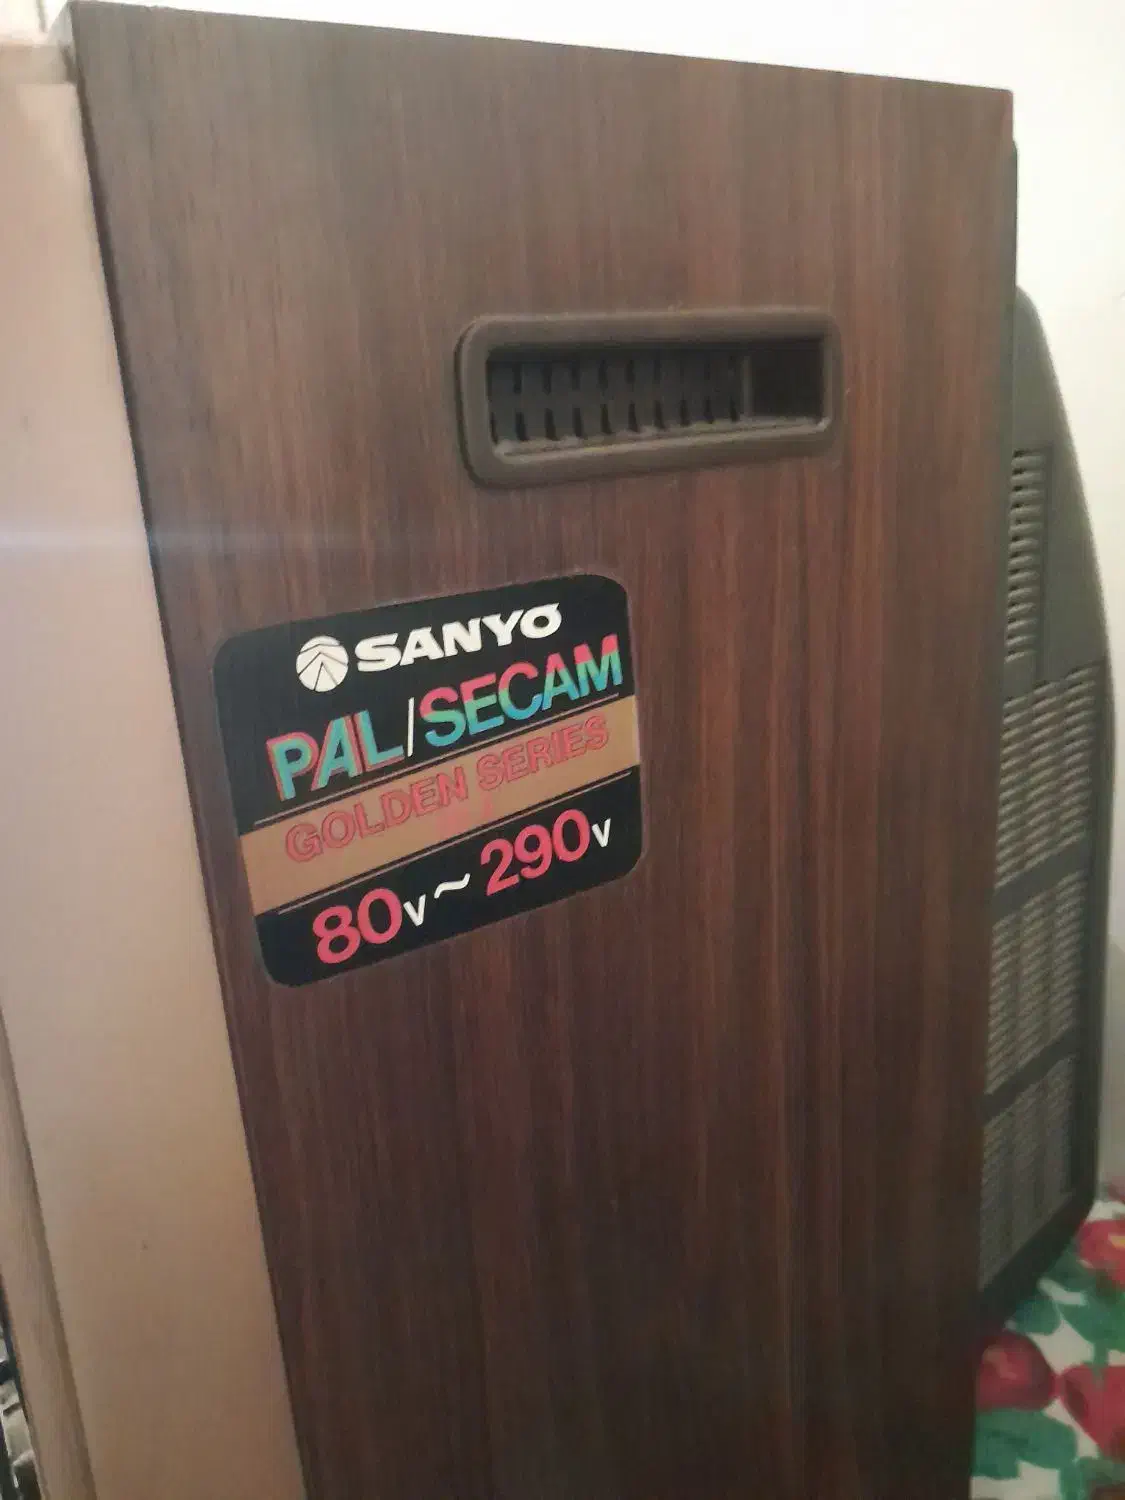 SANYO
PAL/SECAM
GOLDEN SERIES
80V~290V